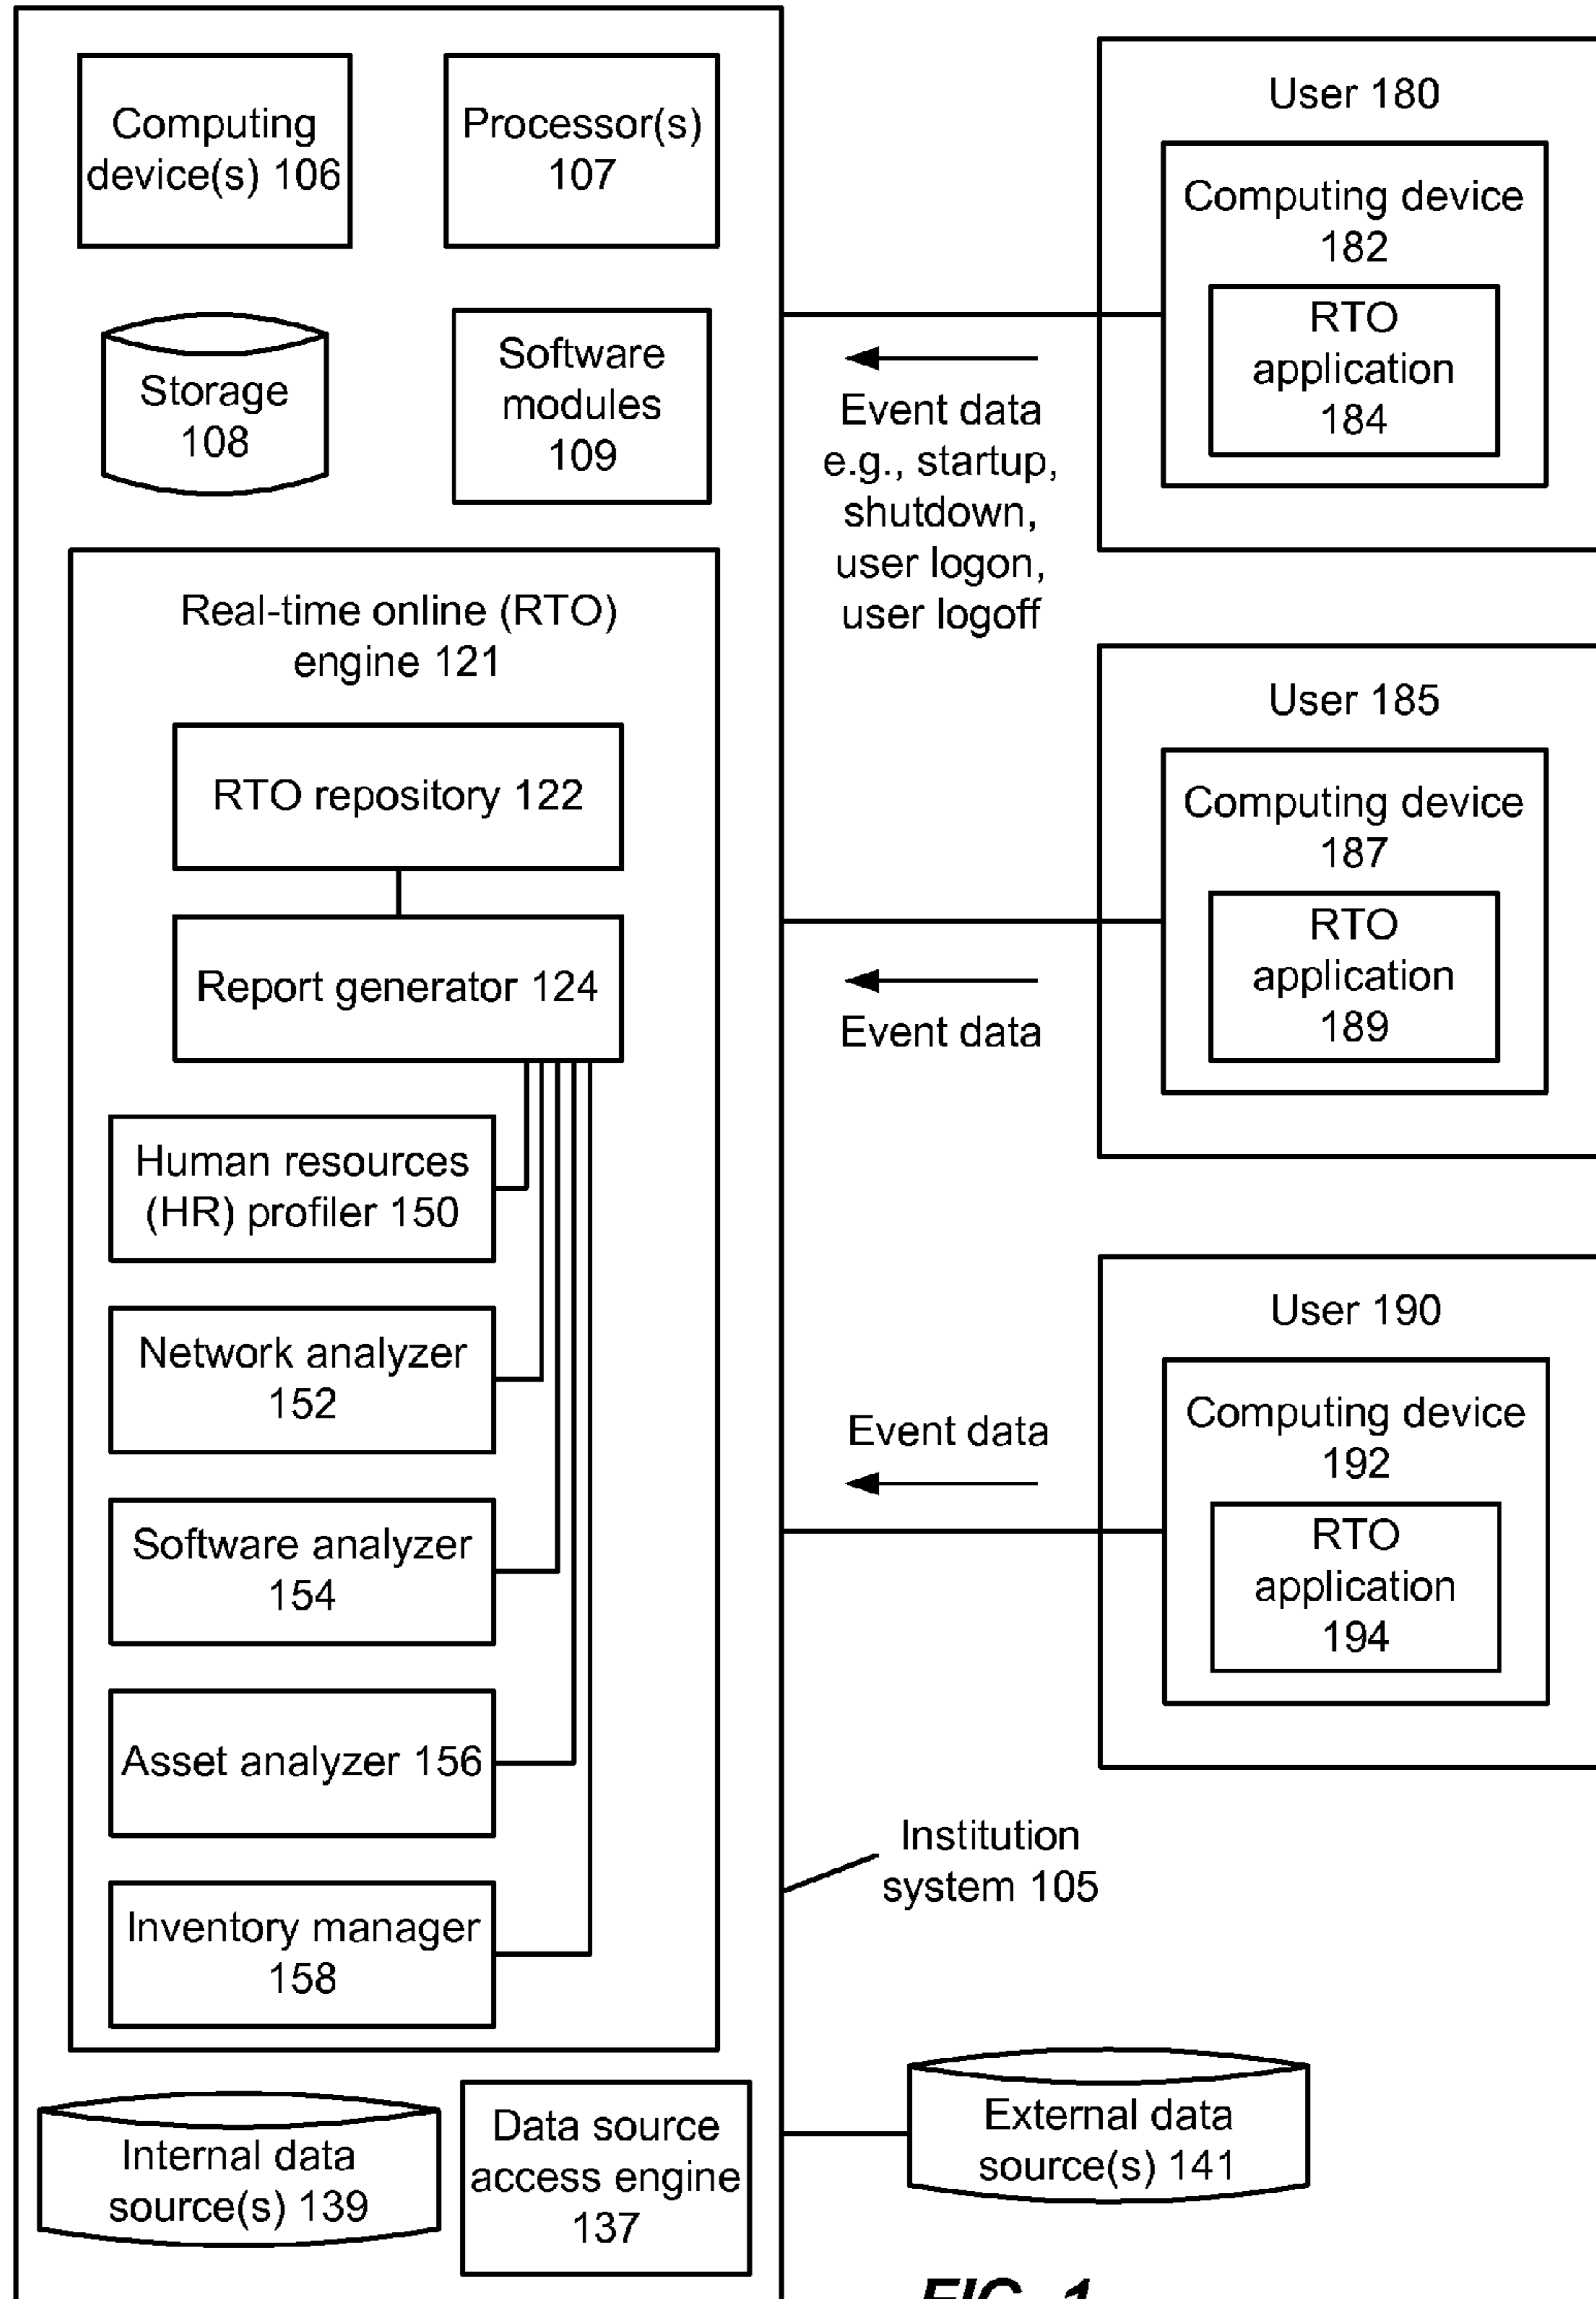 Computing
device(s) 106
Processor(s)
107
Storage
108
Software
modules
109
Real-time online (RTO)
engine 121
RTO repository 122
Report generator 124
Human resources
(HR) profiler 150
Network analyzer
152
Software analyzer
154
Asset analyzer 156
Inventory manager
158
Internal data
source(s) 139
Data source
access engine
137
Event data
e.g., startup,
shutdown,
user logon,
user logoff
Event data
Event data
Institution
system 105
External data
source(s) 141
User 180
Computing device
182
RTO
application
184
User 185
Computing device
187
RTO
application
189
User 190
Computing device
192
RTO
application
194
FIG. 1